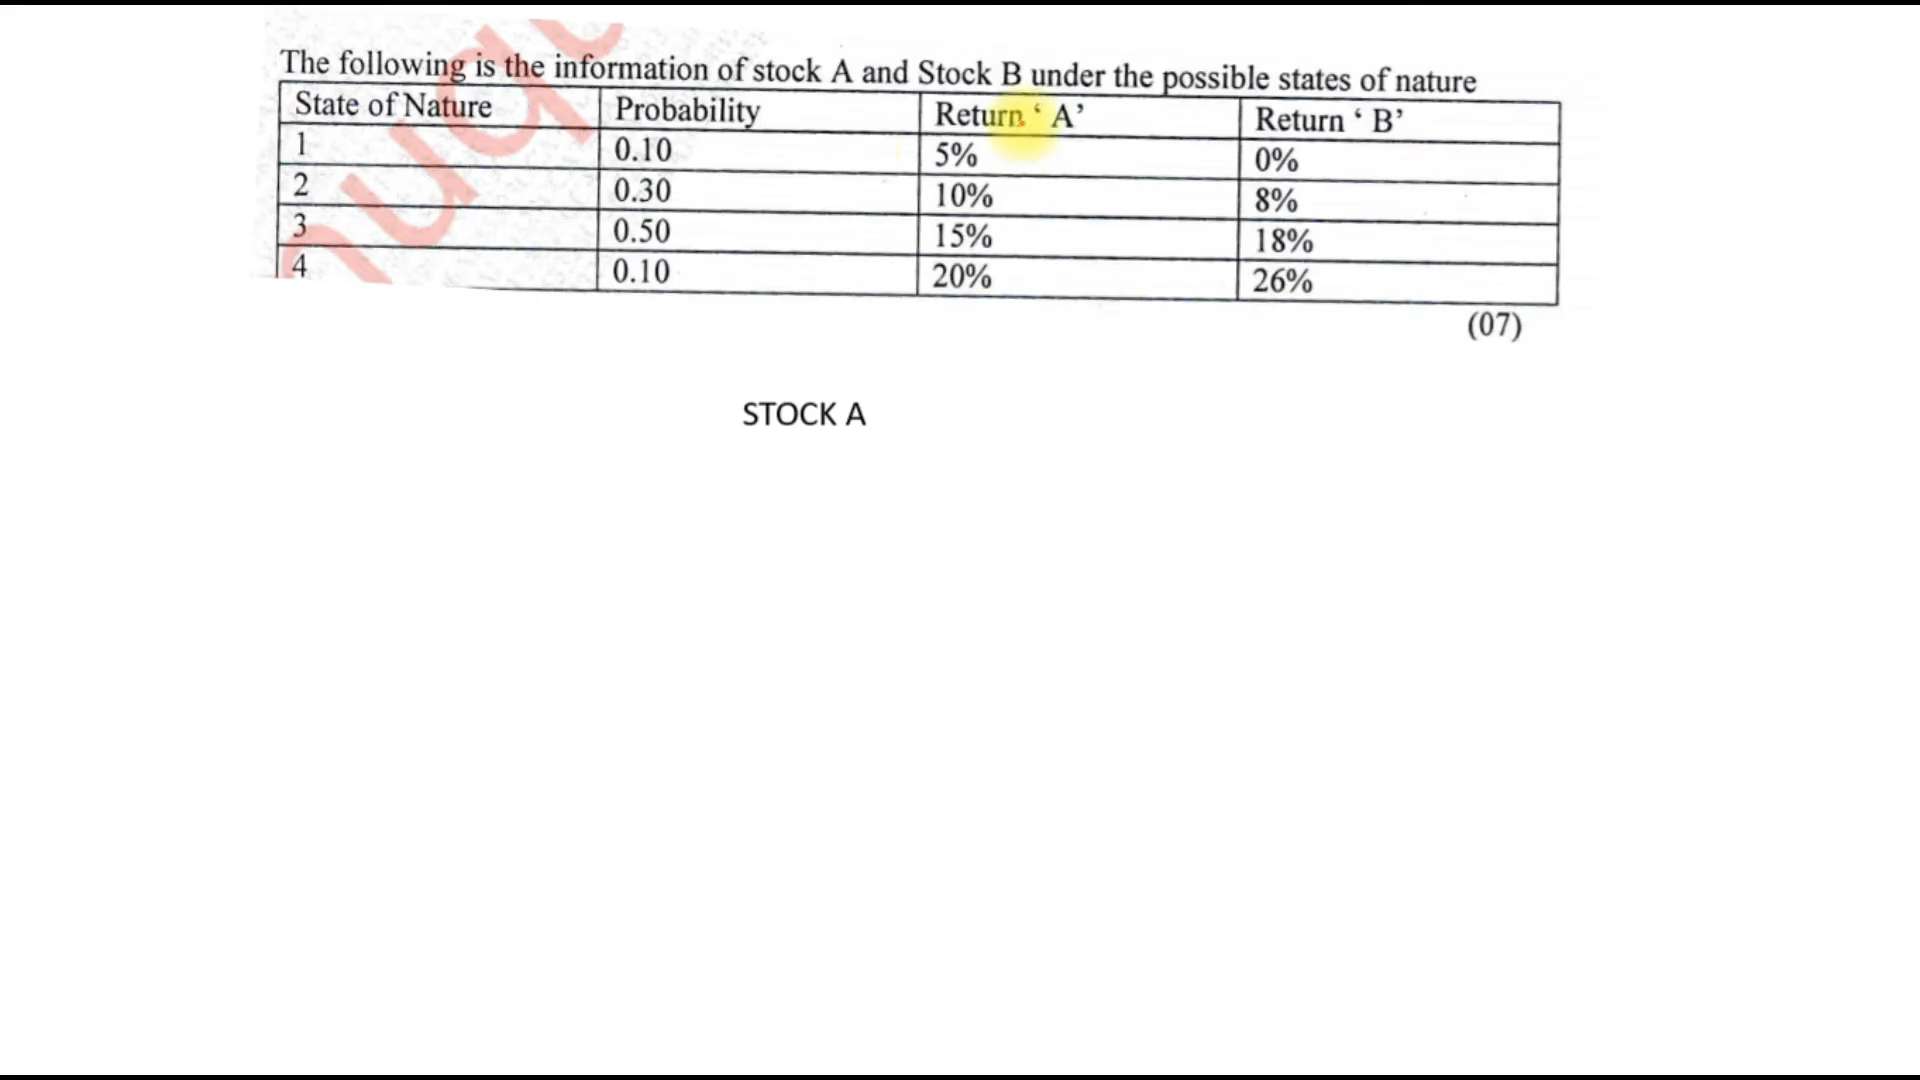 The following is the information of stock A and Stock B under the possible states of nature
State of Nature Probability Return ‘ A’ Return ‘ B’
1 0.10 5% 0%
2 0.30 10% 8%
3 0.50 15% 18%
4 0.10 20% 26%
(07)
STOCK A